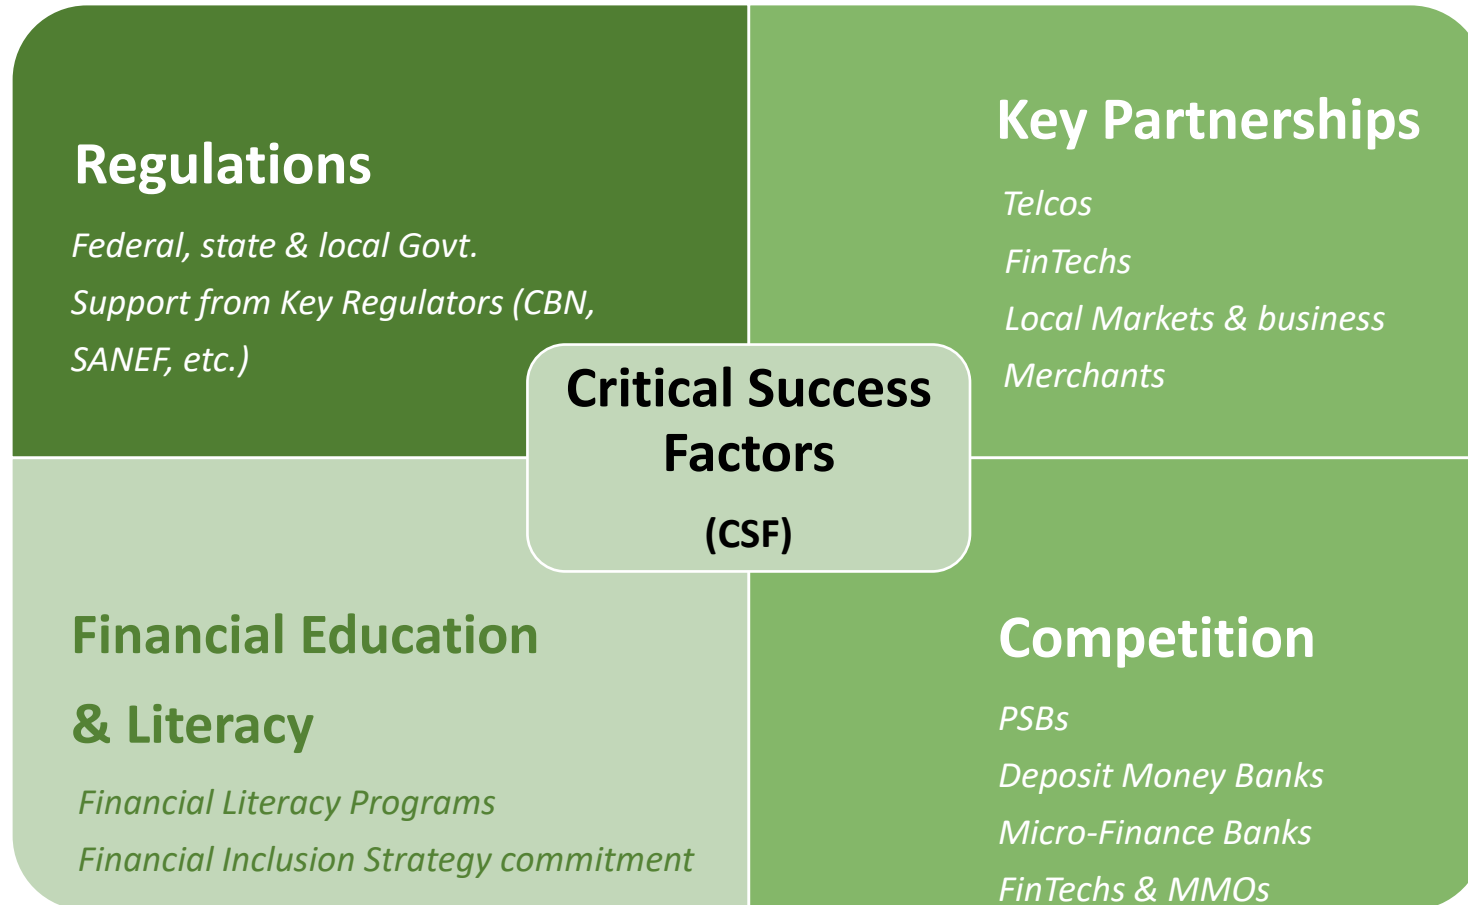 Regulations
Federal, state & local Govt.
Support from Key Regulators (CBN,
SANEF, etc.)
Key Partnerships
Telcos
FinTechs
Local Markets & business
Merchants
Critical Success
Factors
(CSF)
Financial Education
& Literacy
Financial Literacy Programs
Financial Inclusion Strategy commitment
Competition
PSBs
Deposit Money Banks
Micro-Finance Banks
FinTechs & MMOs